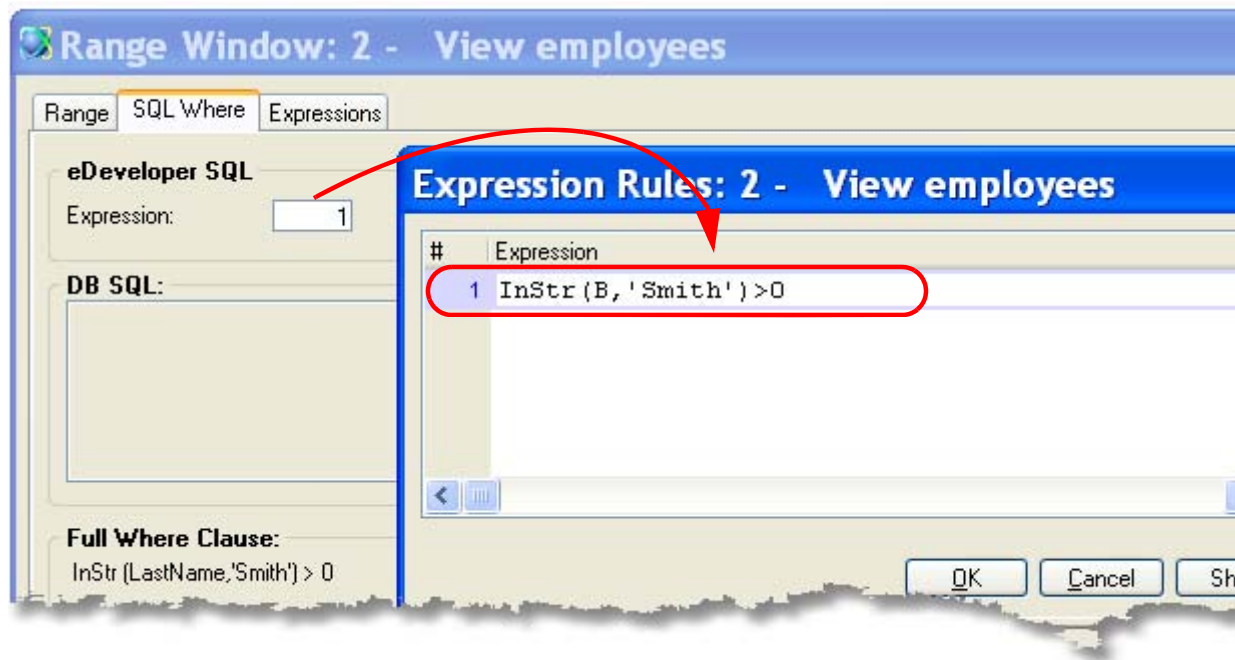 Range Window: 2 - View employees
Range SQL Where Expressions
eDeveloper SQL
Expression: 1
DB SQL:
Full Where Clause:
InStr (LastName,'Smith') > 0
Expression Rules: 2 - View employees
# Expression
1 InStr(B,'Smith')>0
OK Cancel Sh